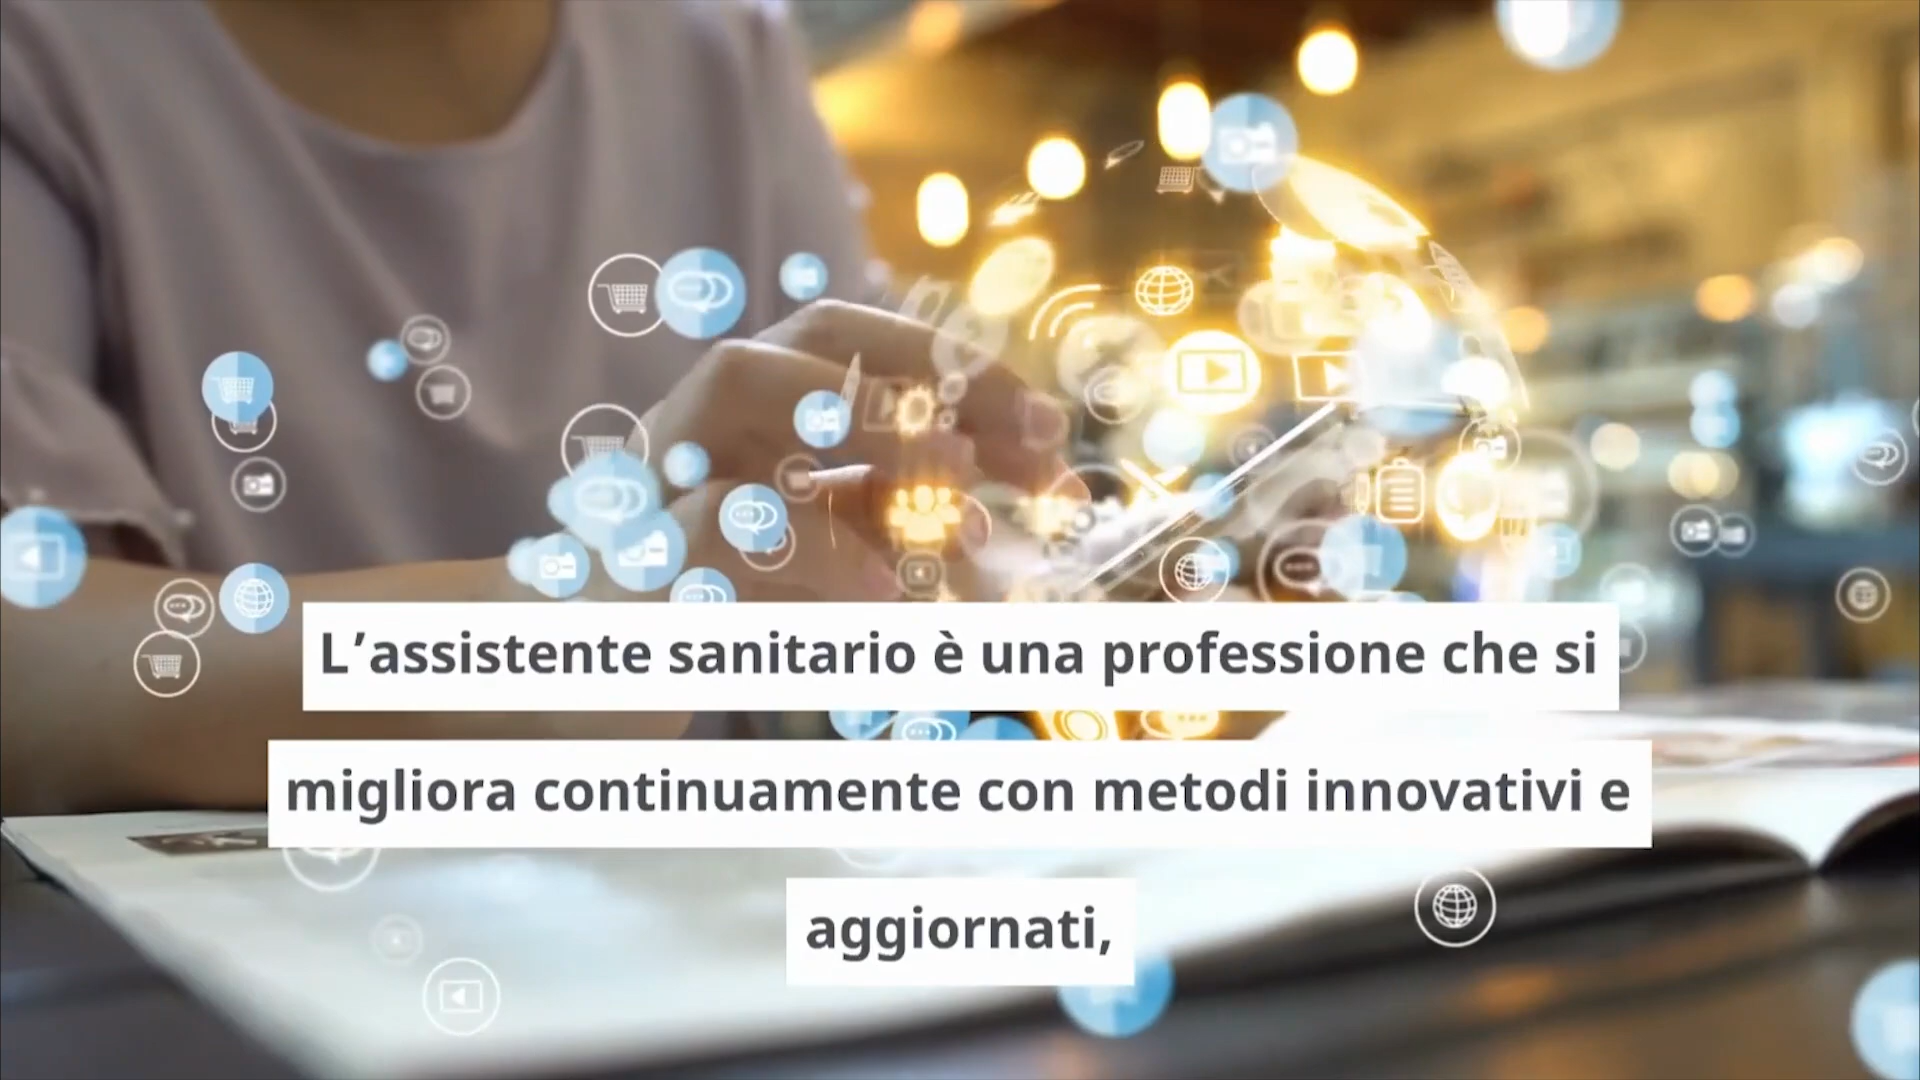 L’assistente sanitario è una professione che si
migliora continuamente con metodi innovativi e
aggiornati,